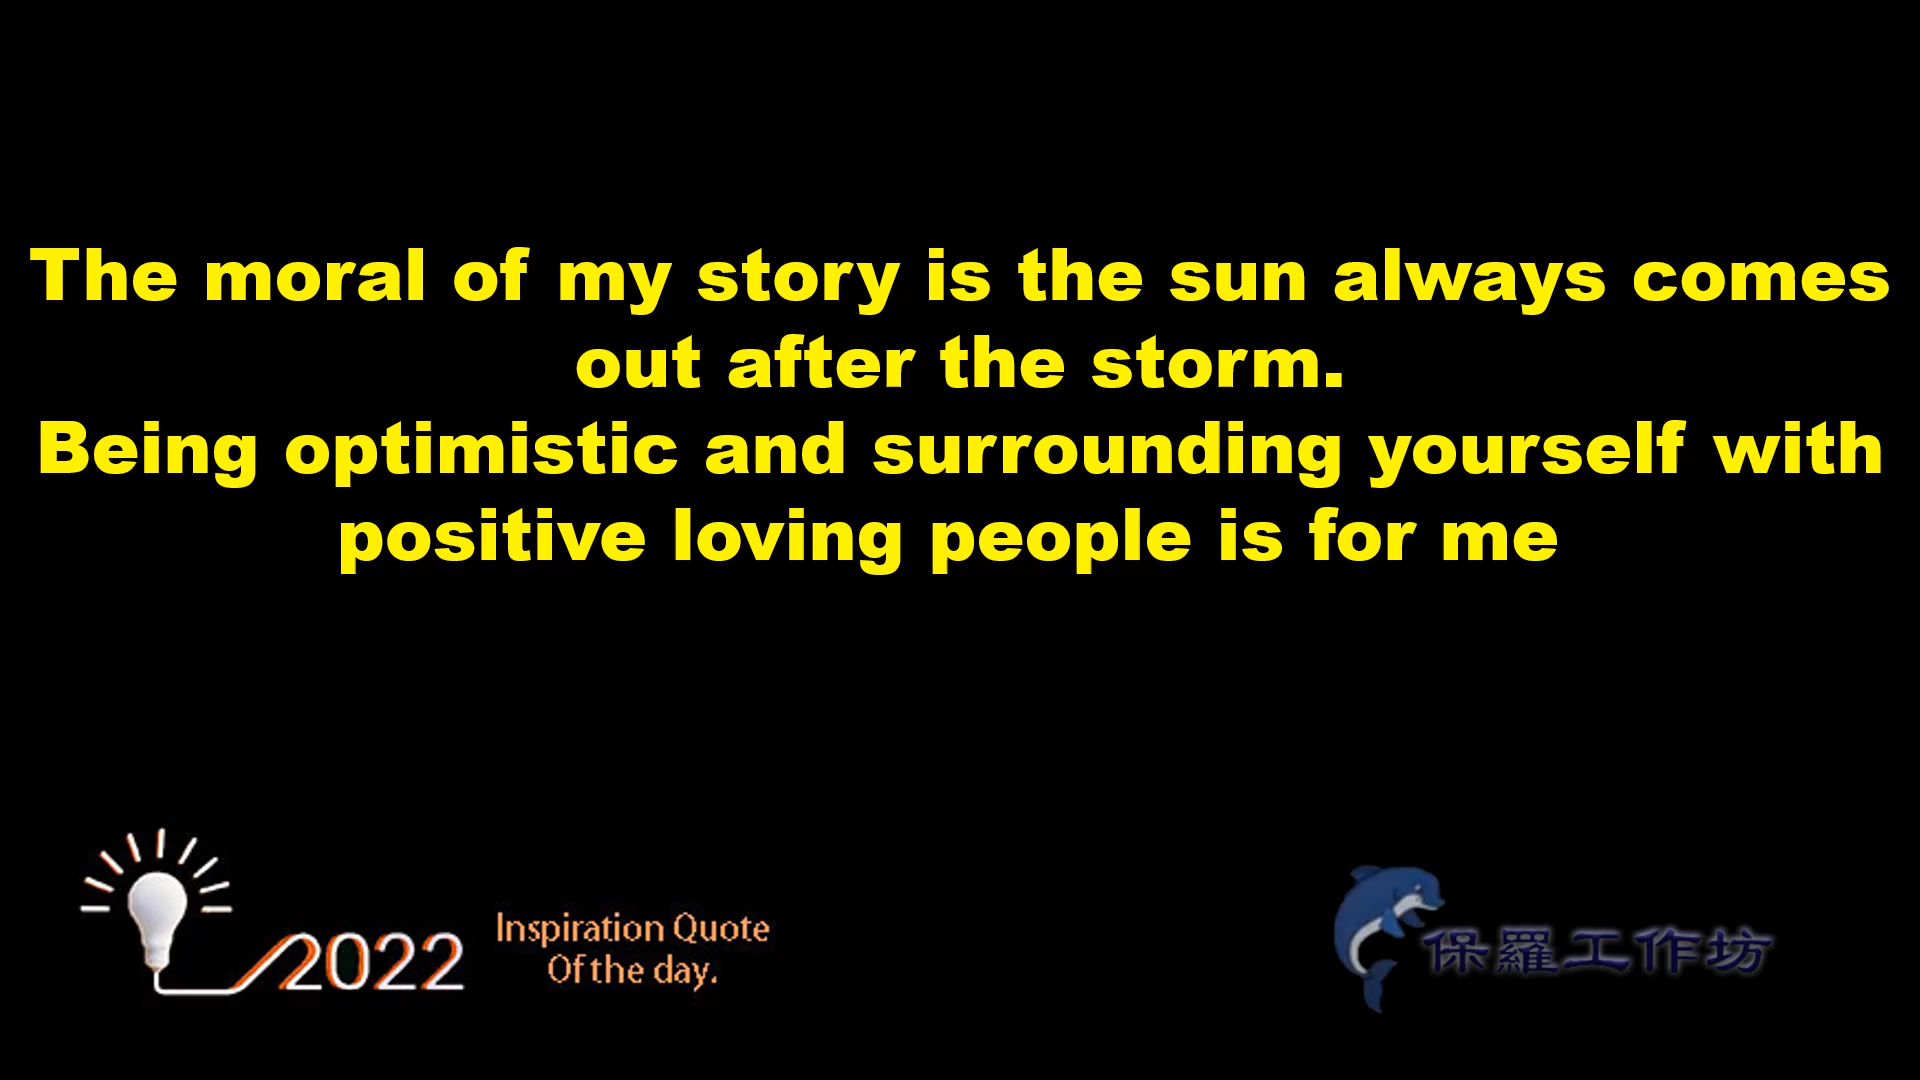 The moral of my story is the sun always comes
out after the storm.
Being optimistic and surrounding yourself with
positive loving people is for me
2022
Inspiration Quote
Of the day.
保羅工作坊